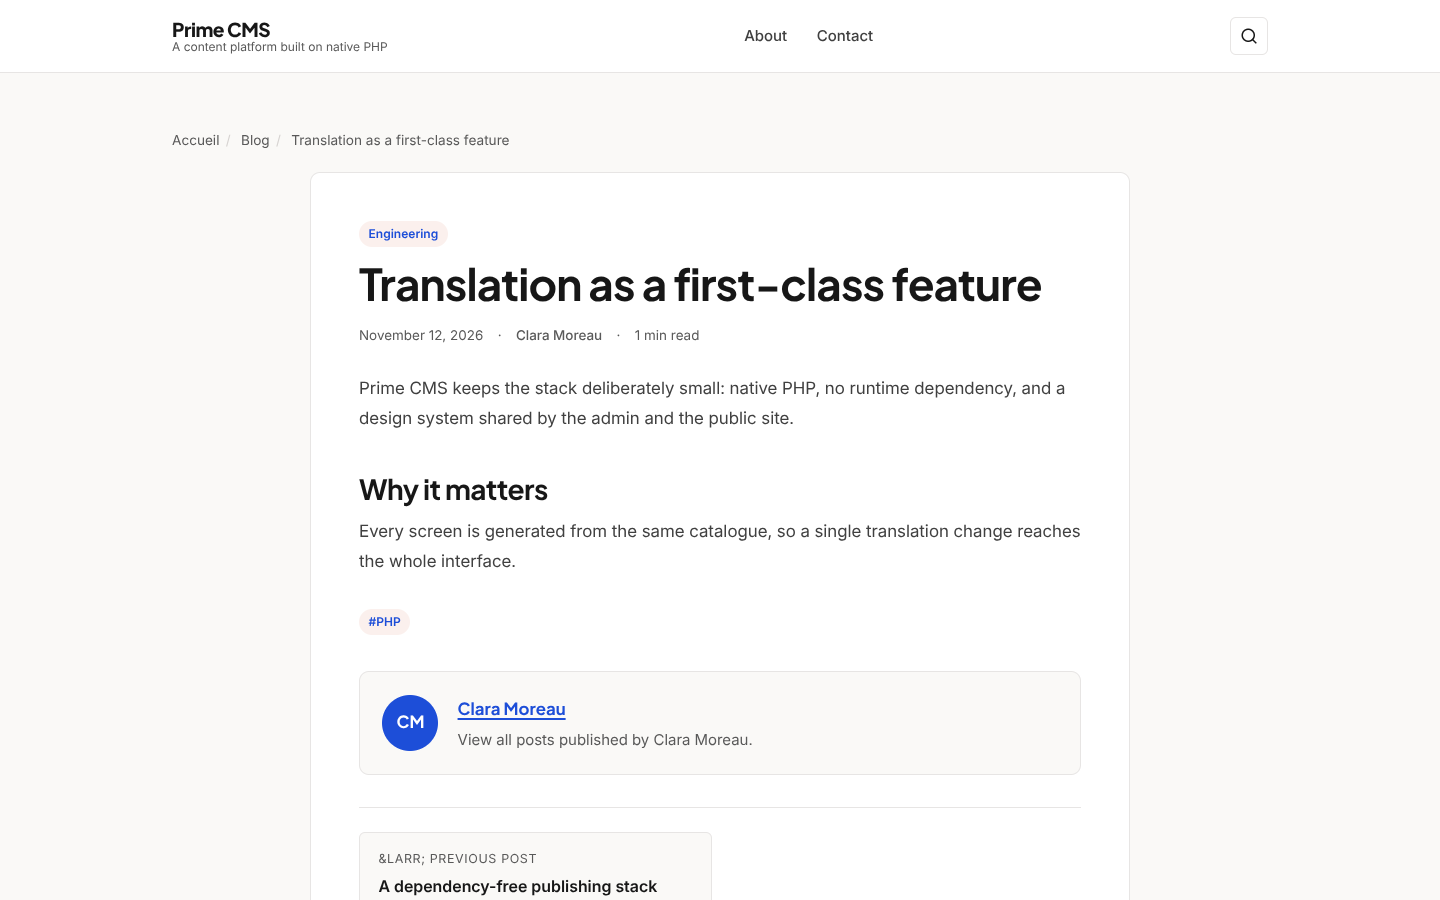 Prime CMS
A content platform built on native PHP
About
Contact
Accueil / Blog / Translation as a first-class feature
Engineering
Translation as a first-class feature
November 12, 2026 · Clara Moreau · 1 min read
Prime CMS keeps the stack deliberately small: native PHP, no runtime dependency, and a
design system shared by the admin and the public site.
Why it matters
Every screen is generated from the same catalogue, so a single translation change reaches
the whole interface.
#PHP
CM
Clara Moreau
View all posts published by Clara Moreau.
&LARR; PREVIOUS POST
A dependency-free publishing stack